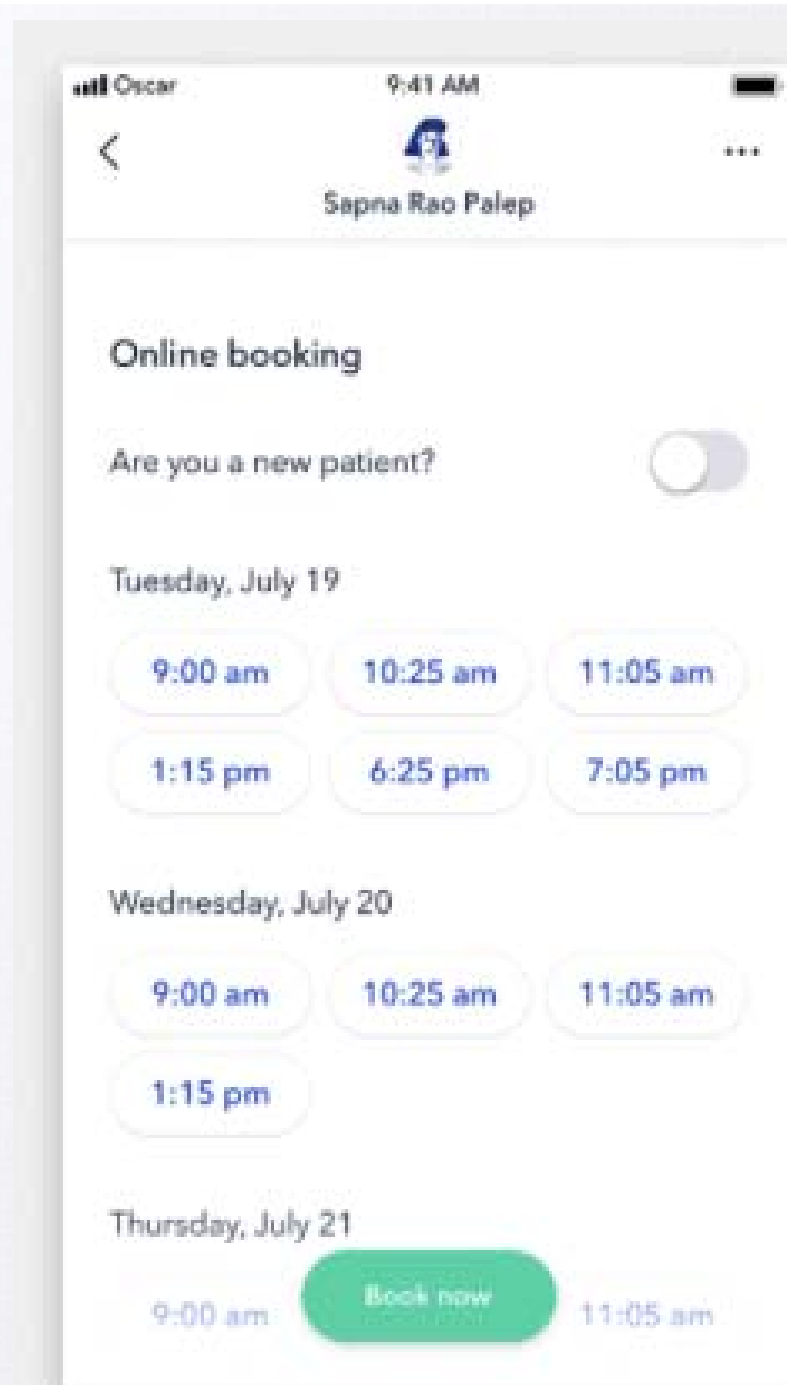 Oscar 9:41 AM
Sapna Rao Palep
Online booking
Are you a new patient?
Tuesday, July 19
9:00 am 10:25 am 11:05 am
1:15 pm 6:25 pm 7:05 pm
Wednesday, July 20
9:00 am 10:25 am 11:05 am
1:15 pm
Thursday, July 21
9:00 am Book now 11:05 am